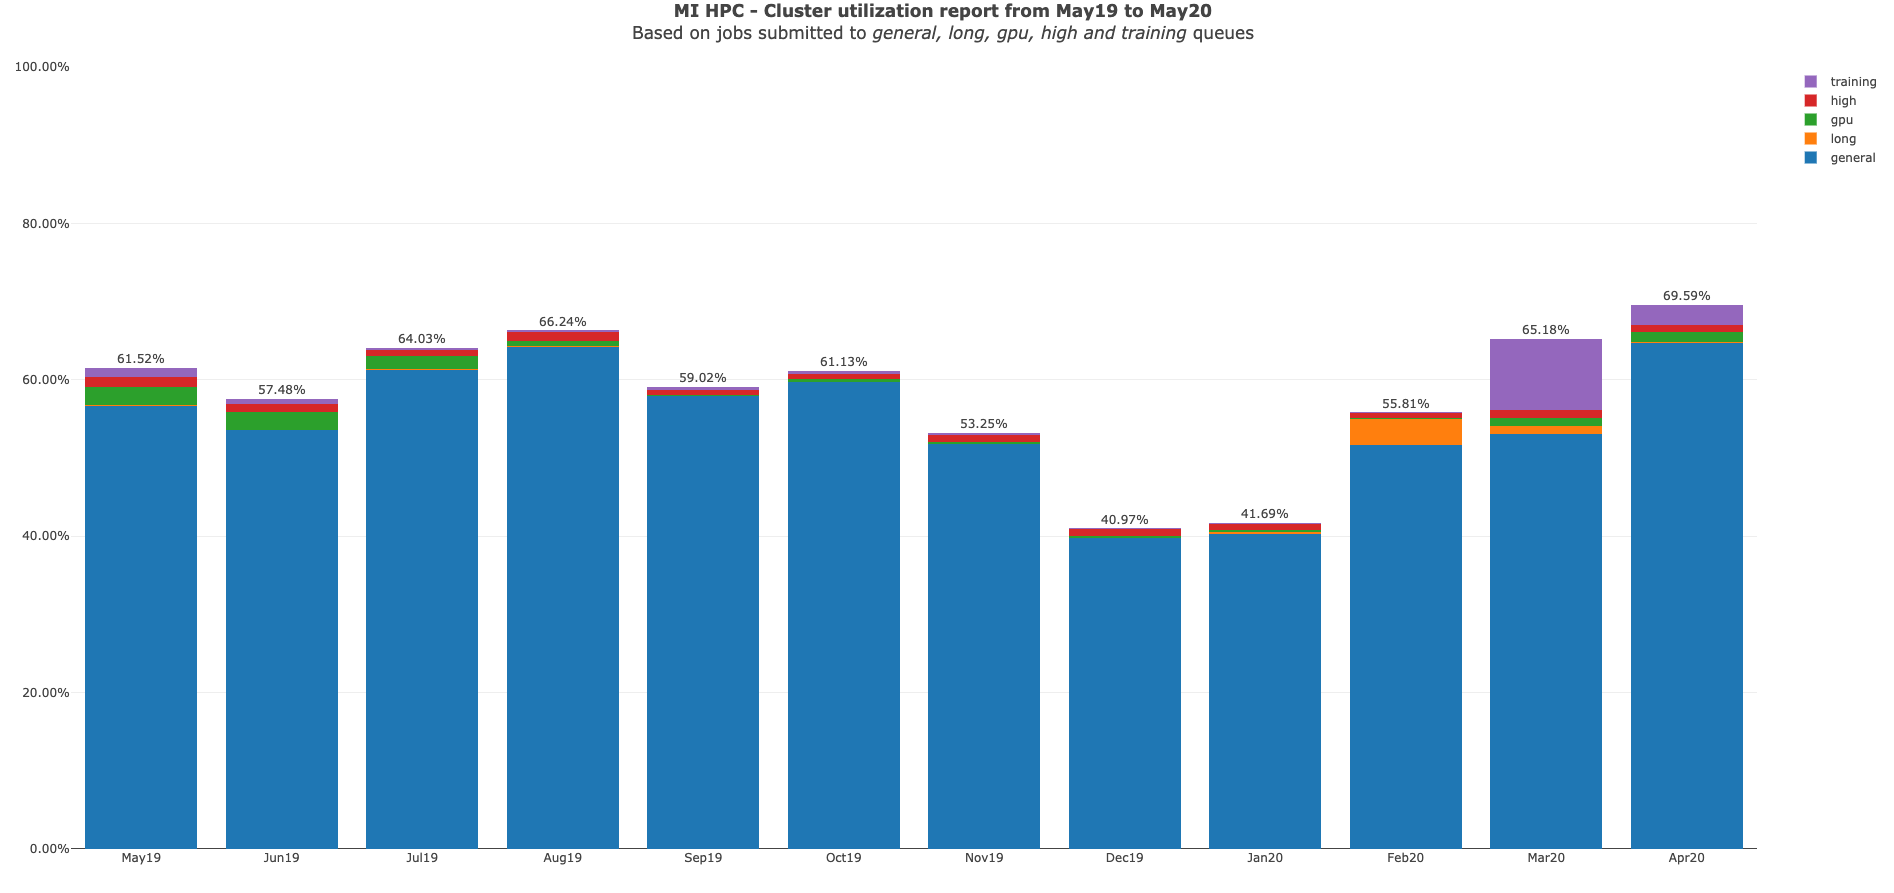 MI HPC - Cluster utilization report from May19 to May20
Based on jobs submitted to general, long, gpu, high and training queues
100.00%
80.00%
60.00%
40.00%
20.00%
0.00%
training
high
gpu
long
general
61.52%
57.48%
64.03%
66.24%
59.02%
61.13%
53.25%
40.97%
41.69%
55.81%
65.18%
69.59%
May19
Jun19
Jul19
Aug19
Sep19
Oct19
Nov19
Dec19
Jan20
Feb20
Mar20
Apr20